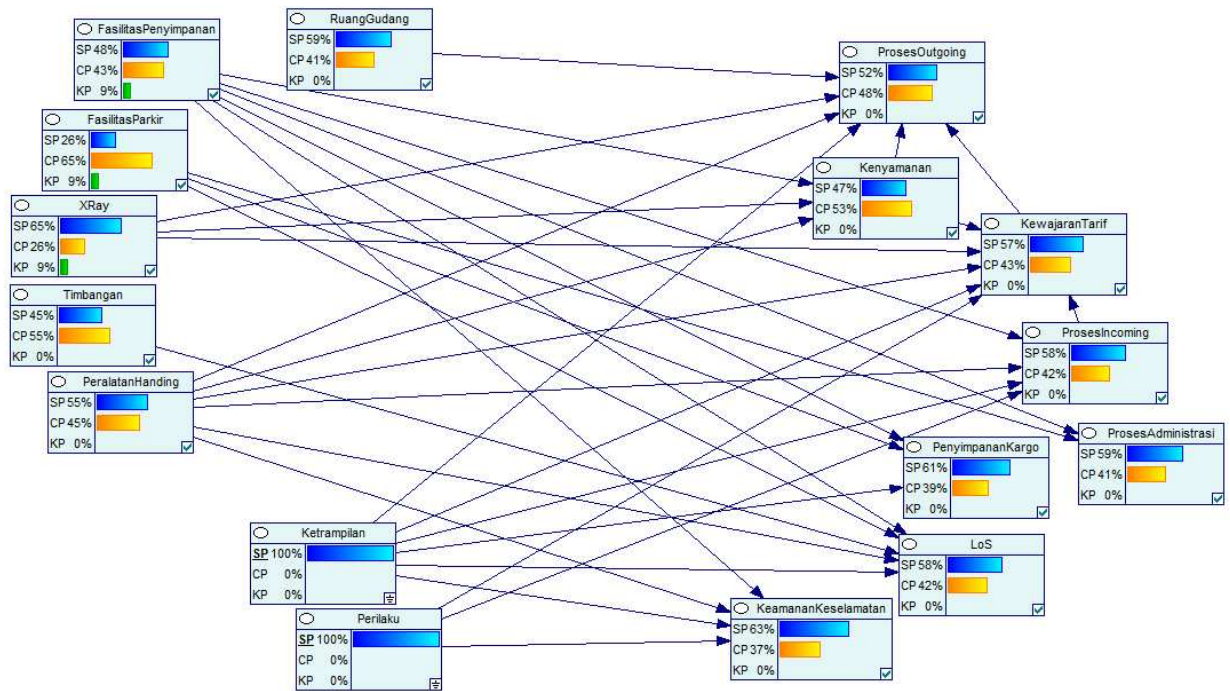 FasilitasPenyimpanan
SP 48%
CP 43%
KP 9%
RuangGudang
SP 59%
CP 41%
KP 0%
ProsesOutgoing
SP 52%
CP 48%
KP 0%
FasilitasParkir
SP 26%
CP 65%
KP 9%
Kenyamanan
SP 47%
CP 53%
KP 0%
XRay
SP 65%
CP 26%
KP 9%
KewajaranTarif
SP 57%
CP 43%
KP 0%
Timbangan
SP 45%
CP 55%
KP 0%
ProsesIncoming
SP 58%
CP 42%
KP 0%
PeralatanHanding
SP 55%
CP 45%
KP 0%
ProsesAdministrasi
SP 59%
CP 41%
KP 0%
PenyimpananKargo
SP 61%
CP 39%
KP 0%
Ketrampilan
SP 100%
CP 0%
KP 0%
LoS
SP 58%
CP 42%
KP 0%
KeamananKeselamatan
SP 63%
CP 37%
KP 0%
Perilaku
SP 100%
CP 0%
KP 0%